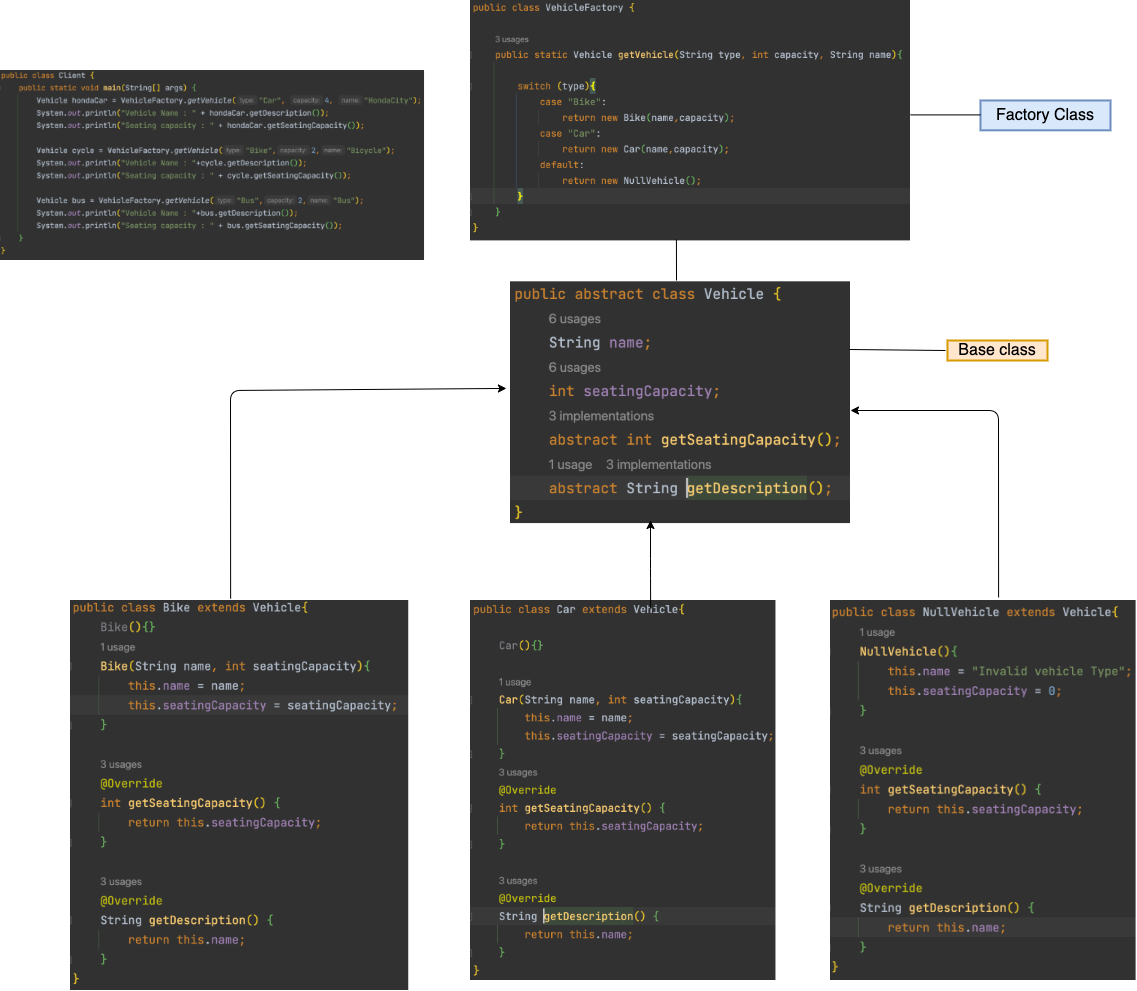 public class Client {
public static void main(String[] args) {
Vehicle hondaCar = VehicleFactory.getVehicle( type: "Car", capacity: 4, name: "HondaCity");
System.out.println("Vehicle Name : " + hondaCar.getDescription());
System.out.println("Seating capacity : " + hondaCar.getSeatingCapacity());
Vehicle cycle = VehicleFactory.getVehicle( type: "Bike", capacity: 2, name: "Bicycle");
System.out.println("Vehicle Name : "+cycle.getDescription());
System.out.println("Seating capacity : " + cycle.getSeatingCapacity());
Vehicle bus = VehicleFactory.getVehicle( type: "Bus", capacity: 2, name: "Bus");
System.out.println("Vehicle Name : "+bus.getDescription());
System.out.println("Seating capacity : " + bus.getSeatingCapacity());
}
}
public class VehicleFactory {
3 usages
public static Vehicle getVehicle(String type, int capacity, String name){
switch (type){
case "Bike":
return new Bike(name,capacity);
case "Car":
return new Car(name,capacity);
default:
return new NullVehicle();
}
}
}
Factory Class
public abstract class Vehicle {
6 usages
String name;
6 usages
int seatingCapacity;
3 implementations
abstract int getSeatingCapacity();
1 usage 3 implementations
abstract String getDescription();
}
Base class
public class Bike extends Vehicle{
Bike(){}
1 usage
Bike(String name, int seatingCapacity){
this.name = name;
this.seatingCapacity = seatingCapacity;
}
3 usages
@Override
int getSeatingCapacity() {
return this.seatingCapacity;
}
3 usages
@Override
String getDescription() {
return this.name;
}
}
public class Car extends Vehicle{
Car(){}
1 usage
Car(String name, int seatingCapacity){
this.name = name;
this.seatingCapacity = seatingCapacity;
}
3 usages
@Override
int getSeatingCapacity() {
return this.seatingCapacity;
}
3 usages
@Override
String getDescription() {
return this.name;
}
}
public class NullVehicle extends Vehicle{
1 usage
NullVehicle(){
this.name = "Invalid vehicle Type";
this.seatingCapacity = 0;
}
3 usages
@Override
int getSeatingCapacity() {
return this.seatingCapacity;
}
3 usages
@Override
String getDescription() {
return this.name;
}
}